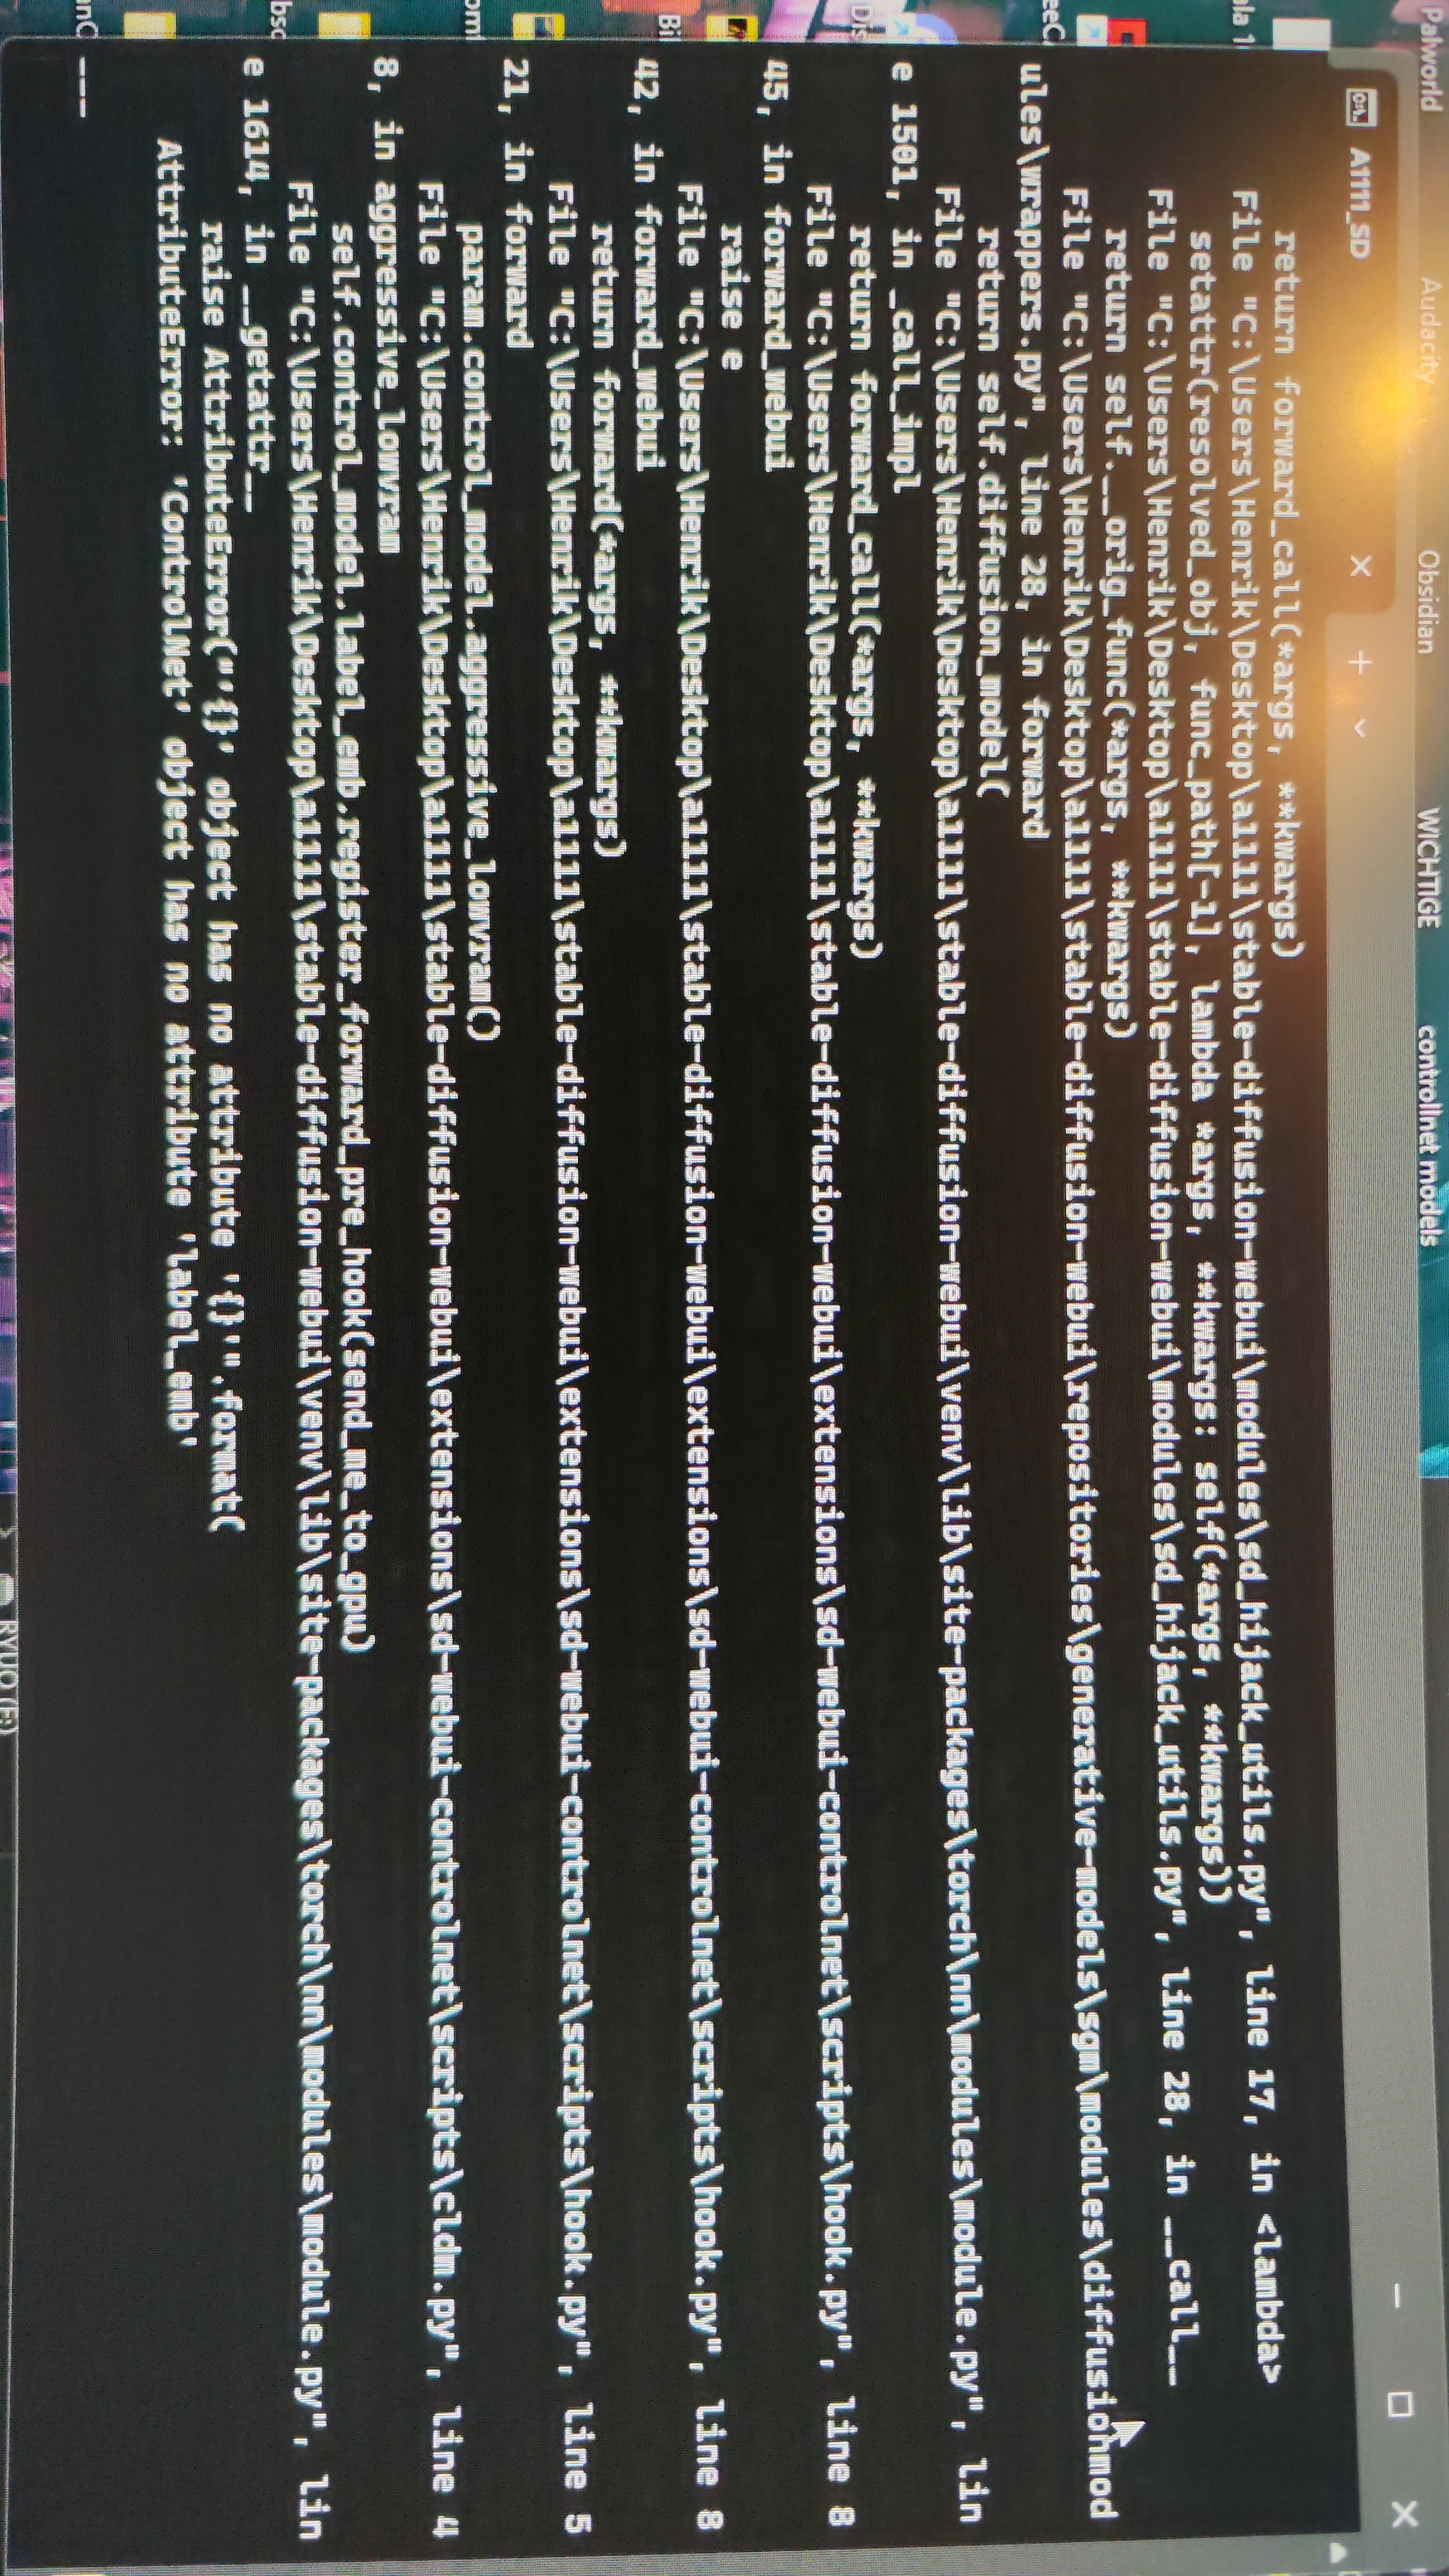 Palworld
Audacity
Obsidian
WICHTIGE
controllnet models
A1111_SD
return forward_call(*args, **kwargs)
File "C:\Users\Henrik\Desktop\a1111\stable-diffusion-webui\modules\sd_hijack_utils.py", line 17, in <lambda>
setattr(resolved_obj, func_path[-1], lambda *args, **kwargs: self(*args, **kwargs))
File "C:\Users\Henrik\Desktop\a1111\stable-diffusion-webui\modules\sd_hijack_utils.py", line 28, in __call__
return self.__orig_func(*args, **kwargs)
File "C:\Users\Henrik\Desktop\a1111\stable-diffusion-webui\repositories\generative-models\sgm\modules\diffusionmod
ules\wrappers.py", line 28, in forward
return self.diffusion_model(
File "C:\Users\Henrik\Desktop\a1111\stable-diffusion-webui\venv\lib\site-packages\torch\nn\modules\module.py", lin
e 1501, in _call_impl
return forward_call(*args, **kwargs)
File "C:\Users\Henrik\Desktop\a1111\stable-diffusion-webui\extensions\sd-webui-controlnet\scripts\hook.py", line 8
45, in forward_webui
raise e
File "C:\Users\Henrik\Desktop\a1111\stable-diffusion-webui\extensions\sd-webui-controlnet\scripts\hook.py", line 8
42, in forward_webui
return forward(*args, **kwargs)
File "C:\Users\Henrik\Desktop\a1111\stable-diffusion-webui\extensions\sd-webui-controlnet\scripts\hook.py", line 5
21, in forward
param.control_model.aggressive_lowvram()
File "C:\Users\Henrik\Desktop\a1111\stable-diffusion-webui\extensions\sd-webui-controlnet\scripts\cldm.py", line 4
8, in aggressive_lowvram
self.control_model.label_emb.register_forward_pre_hook(send_me_to_gpu)
File "C:\Users\Henrik\Desktop\a1111\stable-diffusion-webui\venv\lib\site-packages\torch\nn\modules\module.py", lin
e 1614, in __getattr__
raise AttributeError("'{}' object has no attribute '{}'".format(
AttributeError: 'ControlNet' object has no attribute 'label_emb'
---